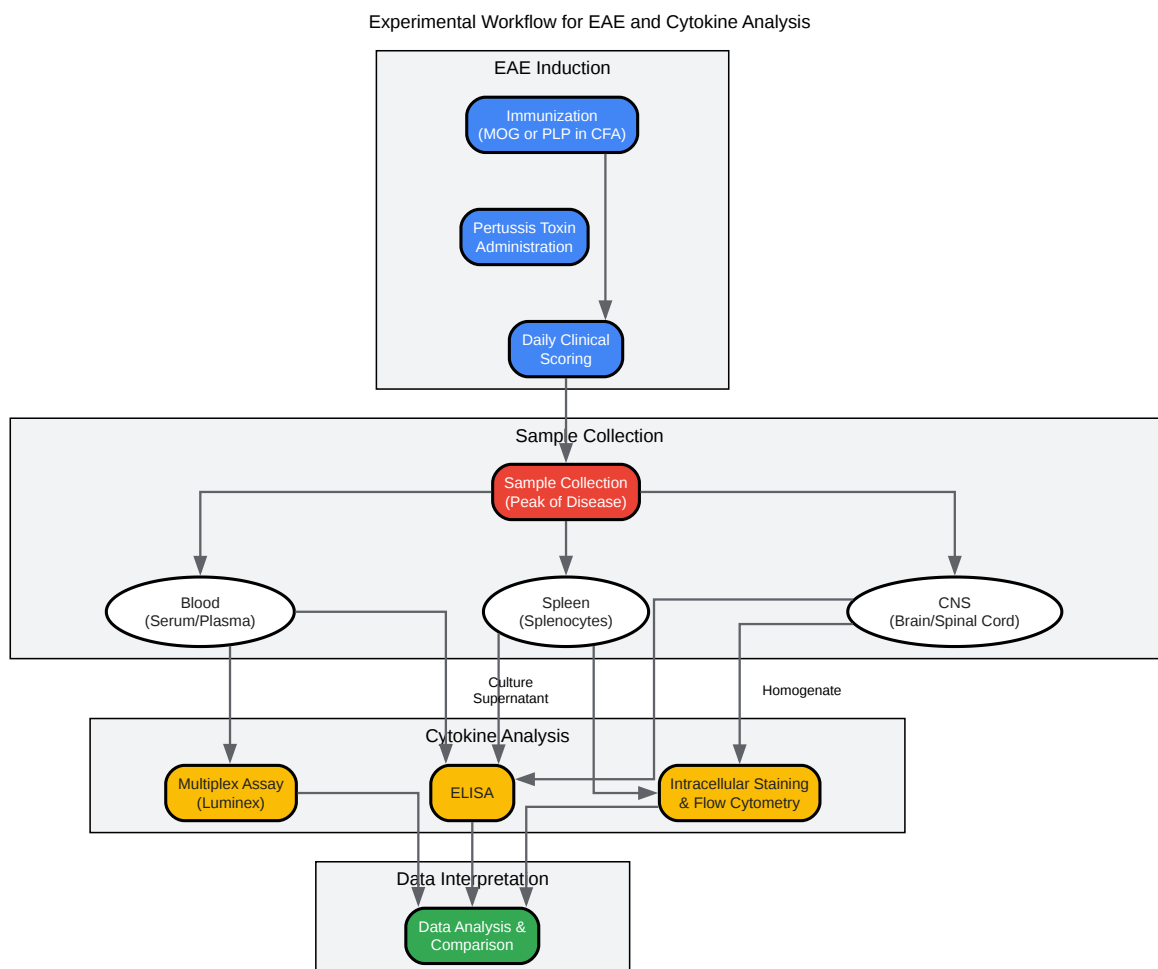 Experimental Workflow for EAE and Cytokine Analysis
EAE Induction
Immunization
(MOG or PLP in CFA)
Pertussis Toxin
Administration
Daily Clinical
Scoring
Sample Collection
Sample Collection
(Peak of Disease)
Blood
(Serum/Plasma)
Spleen
(Splenocytes)
CNS
(Brain/Spinal Cord)
Culture
Supernatant
Homogenate
Cytokine Analysis
Multiplex Assay
(Luminex)
ELISA
Intracellular Staining
& Flow Cytometry
Data Interpretation
Data Analysis &
Comparison